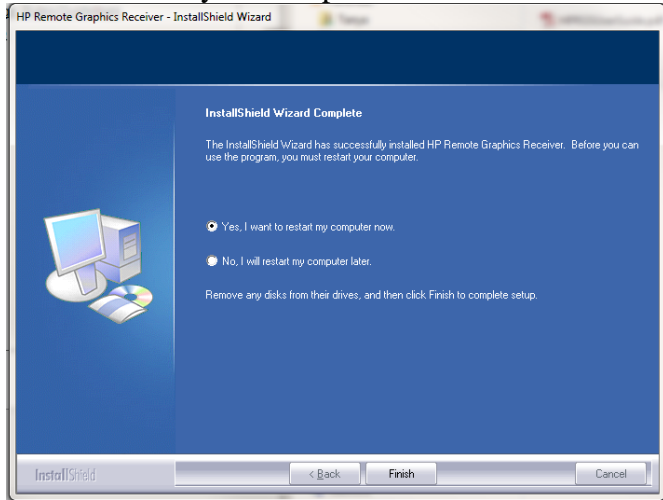 HP Remote Graphics Receiver - InstallShield Wizard
InstallShield Wizard Complete
The InstallShield Wizard has successfully installed HP Remote Graphics Receiver. Before you can
use the program, you must restart your computer.
Yes, I want to restart my computer now.
No, I will restart my computer later.
Remove any disks from their drives, and then click Finish to complete setup.
InstallShield
< Back
Finish
Cancel